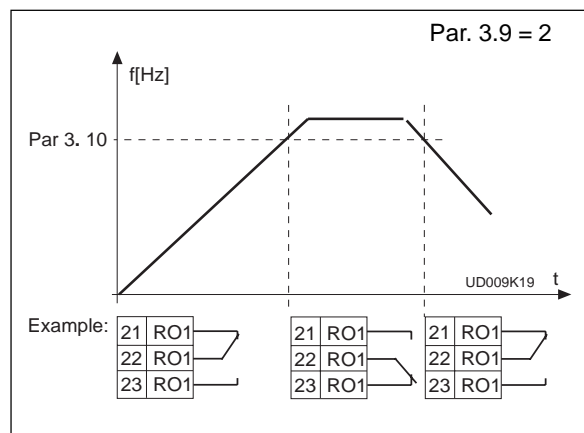 Par. 3.9 = 2
f[Hz]
Par 3. 10
UD009K19
t
Example:
21 RO1
22 RO1
23 RO1
21 RO1
22 RO1
23 RO1
21 RO1
22 RO1
23 RO1